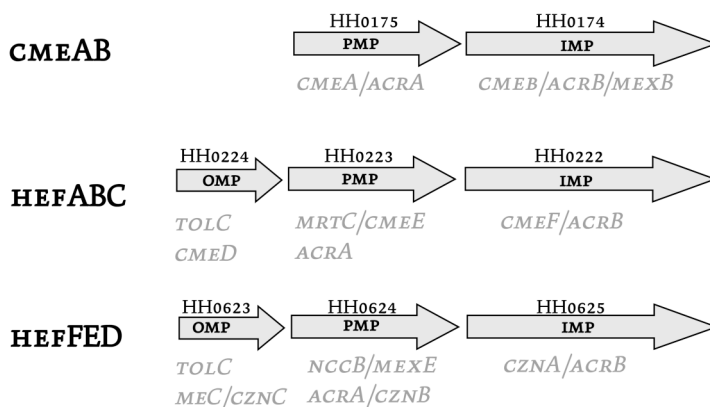 HH0175 HH0174
CMEAB PMP IMP
CMEA/ACRA CMEB/ACRB/MEXB
HH0224 HH0223 HH0222
HEFABC OMP PMP IMP
TOLC MRTC/CMEE CMEF/ACRB
CMED ACRA
HH0623 HH0624 HH0625
HEFFED OMP PMP IMP
TOLC NCCB/MEXE CZNA/ACRB
MEC/CZNC ACRA/CZNB